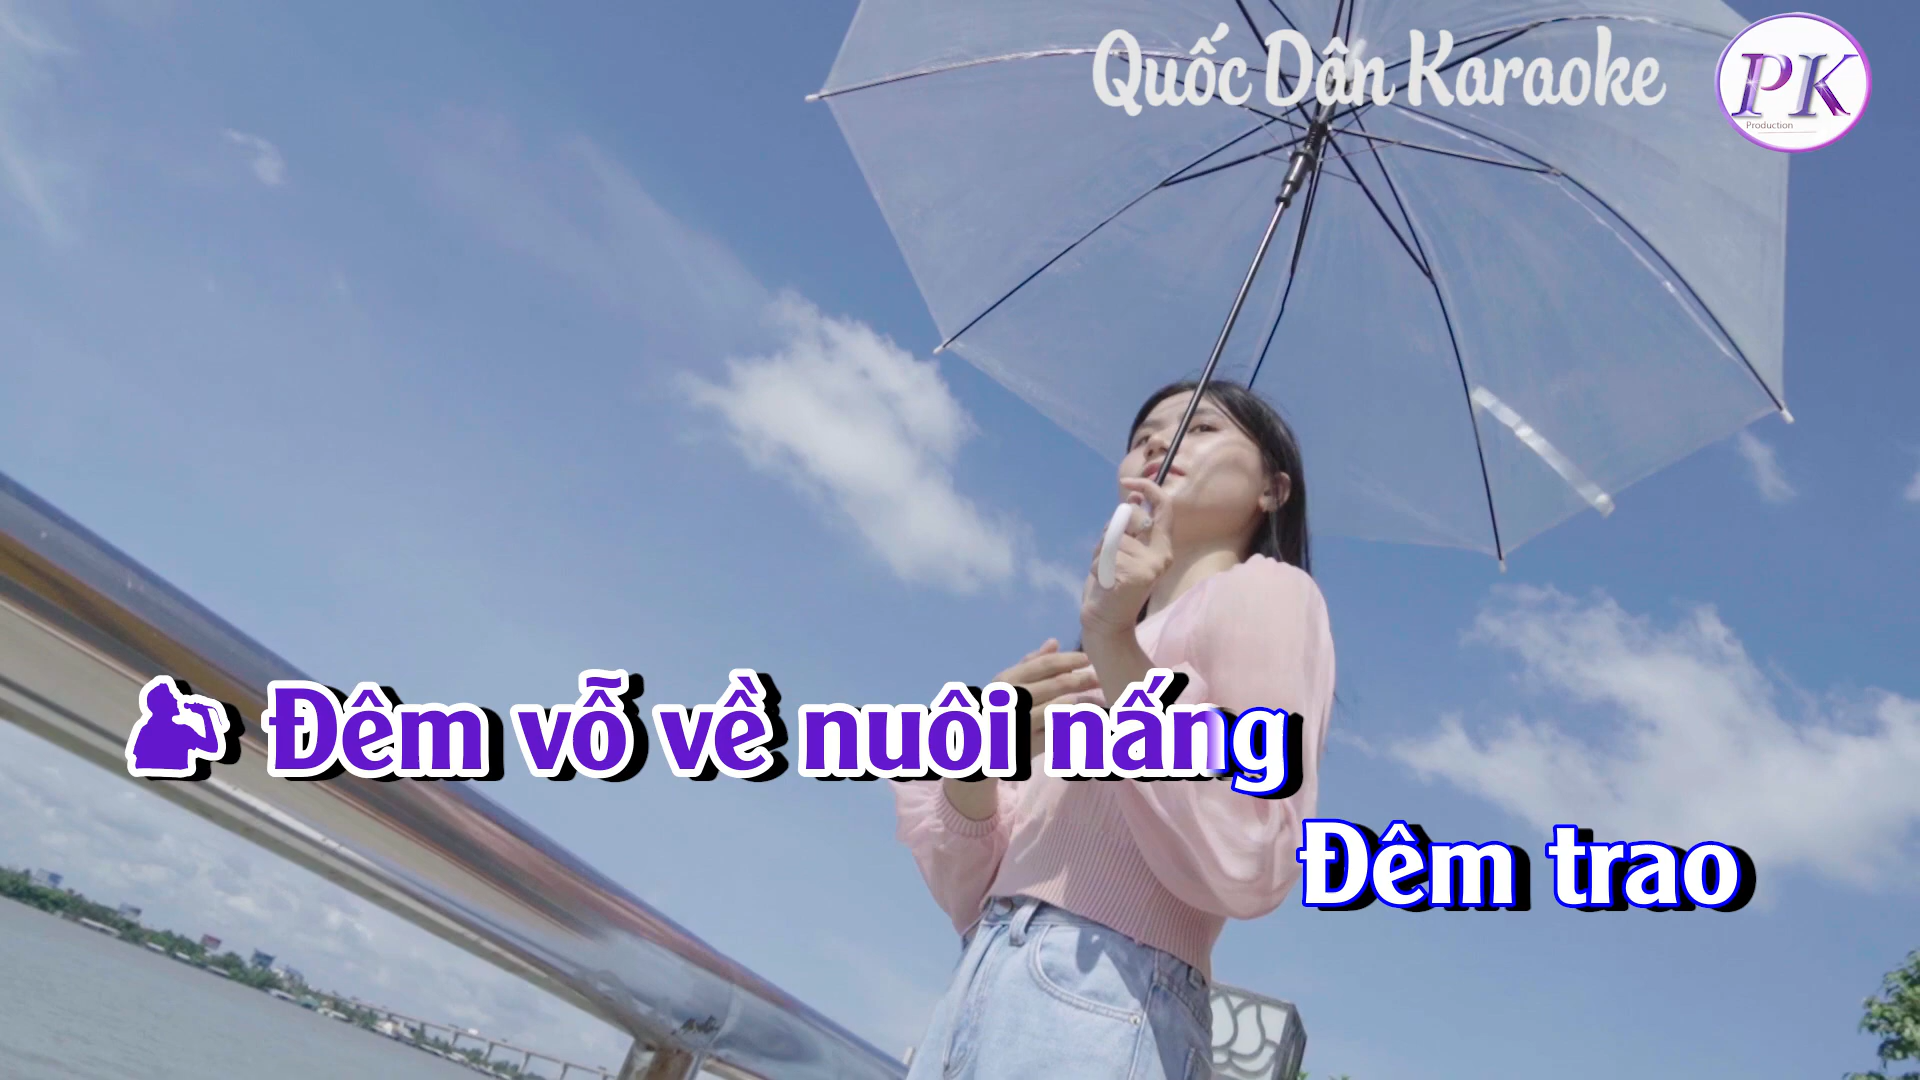 Quốc Dân Karaoke
PK
Production
Đêm vỗ về nuôi nấng
Đêm trao